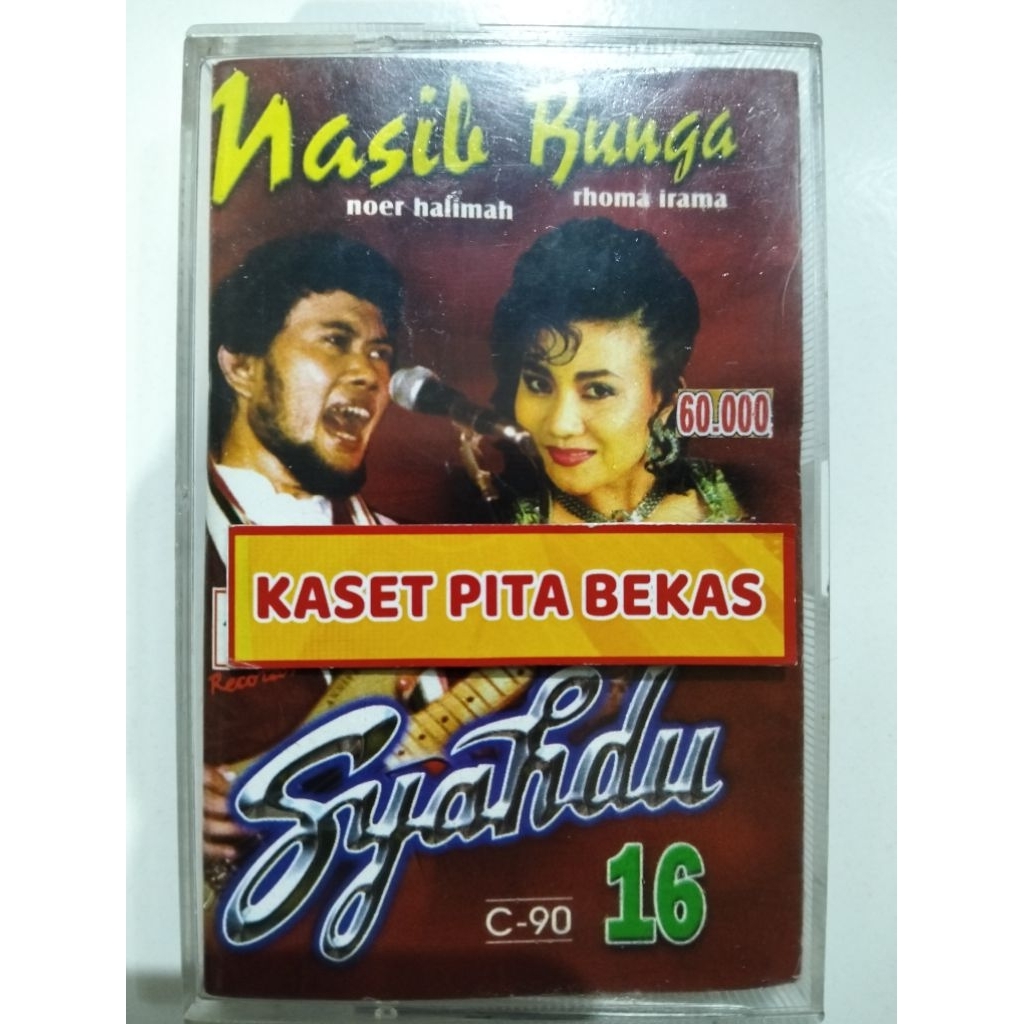 Nasib Bunga
noer halimah rhoma irama
60.000
KASET PITA BEKAS
Syahdu
C-90 16